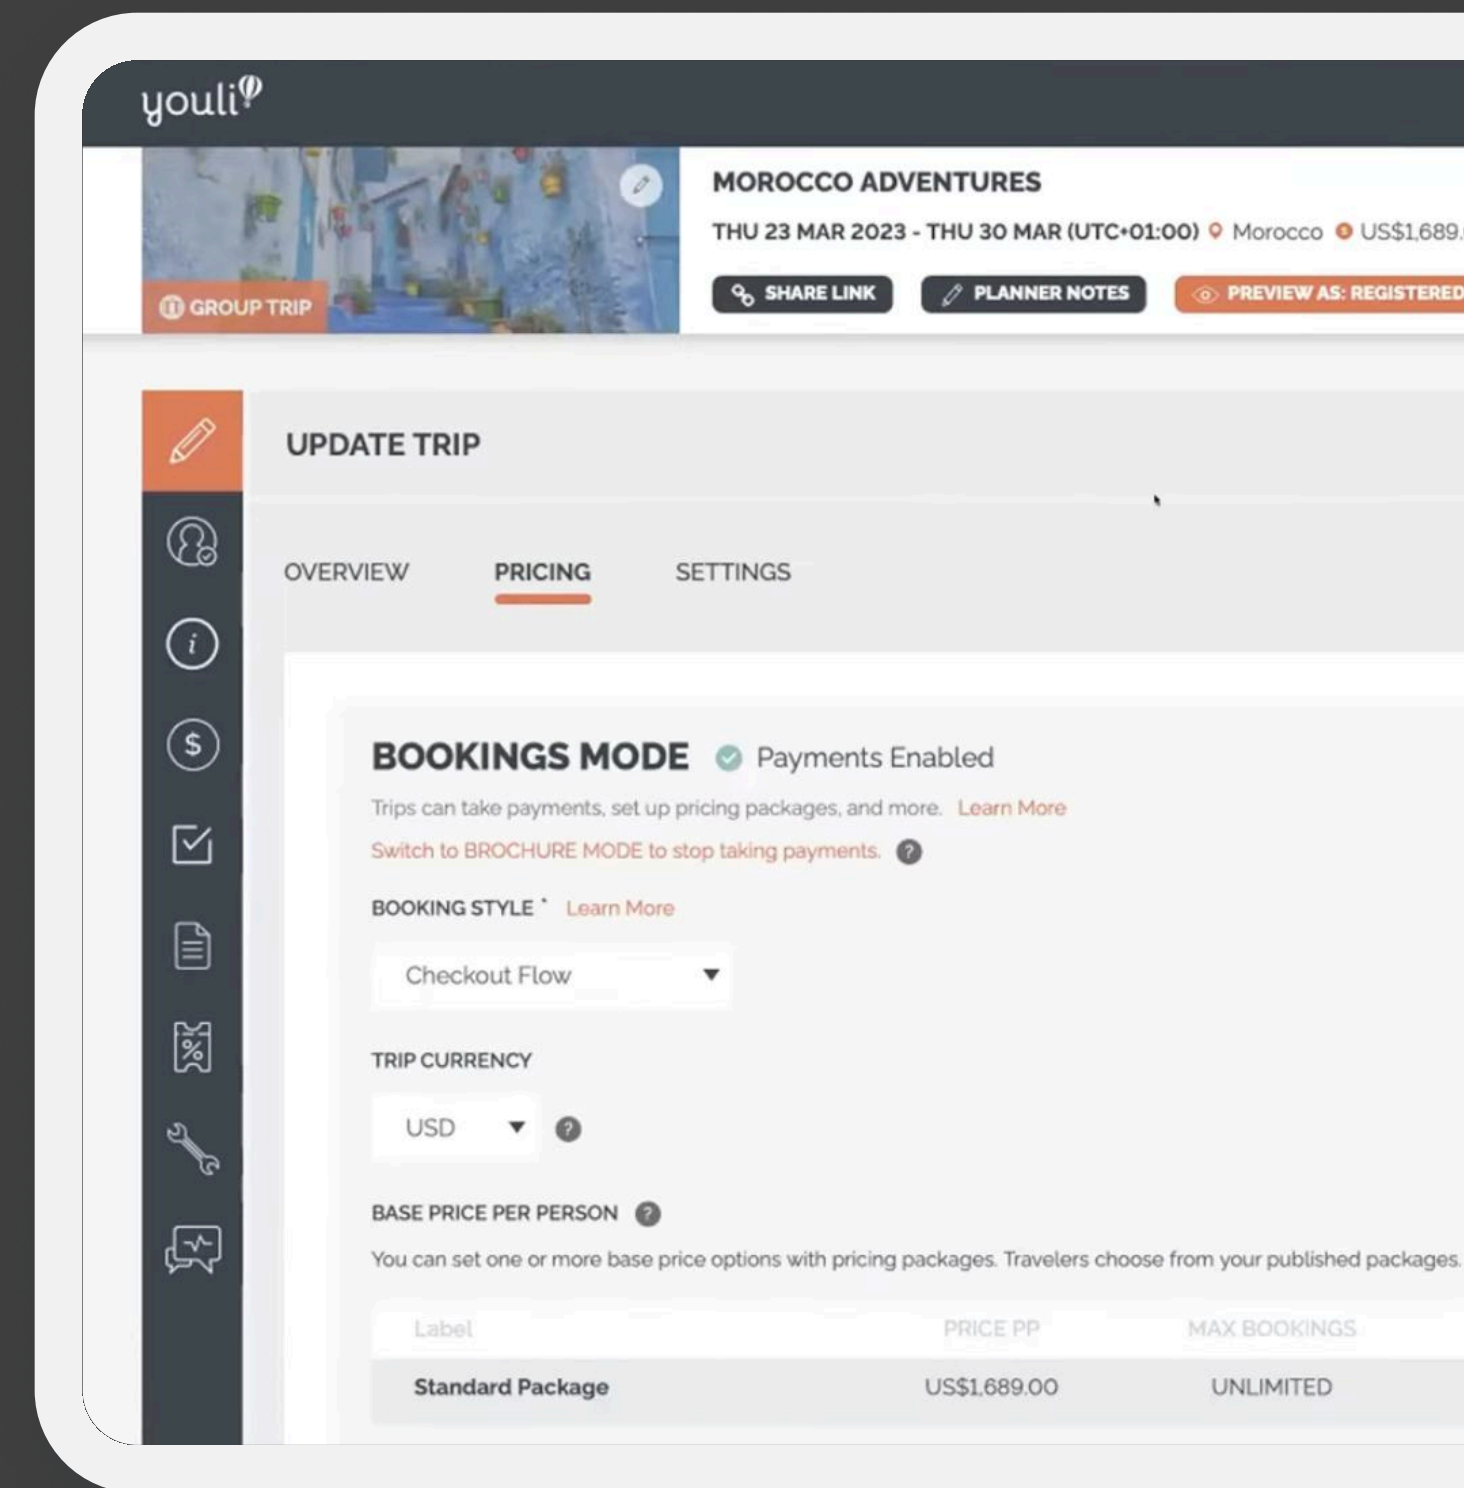 youli
MOROCCO ADVENTURES
THU 23 MAR 2023 - THU 30 MAR (UTC+01:00) Morocco US$1,689.
GROUP TRIP
SHARE LINK
PLANNER NOTES
PREVIEW AS: REGISTERED
UPDATE TRIP
OVERVIEW PRICING SETTINGS
BOOKINGS MODE Payments Enabled
Trips can take payments, set up pricing packages, and more. Learn More
Switch to BROCHURE MODE to stop taking payments. ?
BOOKING STYLE * Learn More
Checkout Flow
TRIP CURRENCY
USD ?
BASE PRICE PER PERSON ?
You can set one or more base price options with pricing packages. Travelers choose from your published packages.
Label PRICE PP MAX BOOKINGS
Standard Package US$1,689.00 UNLIMITED